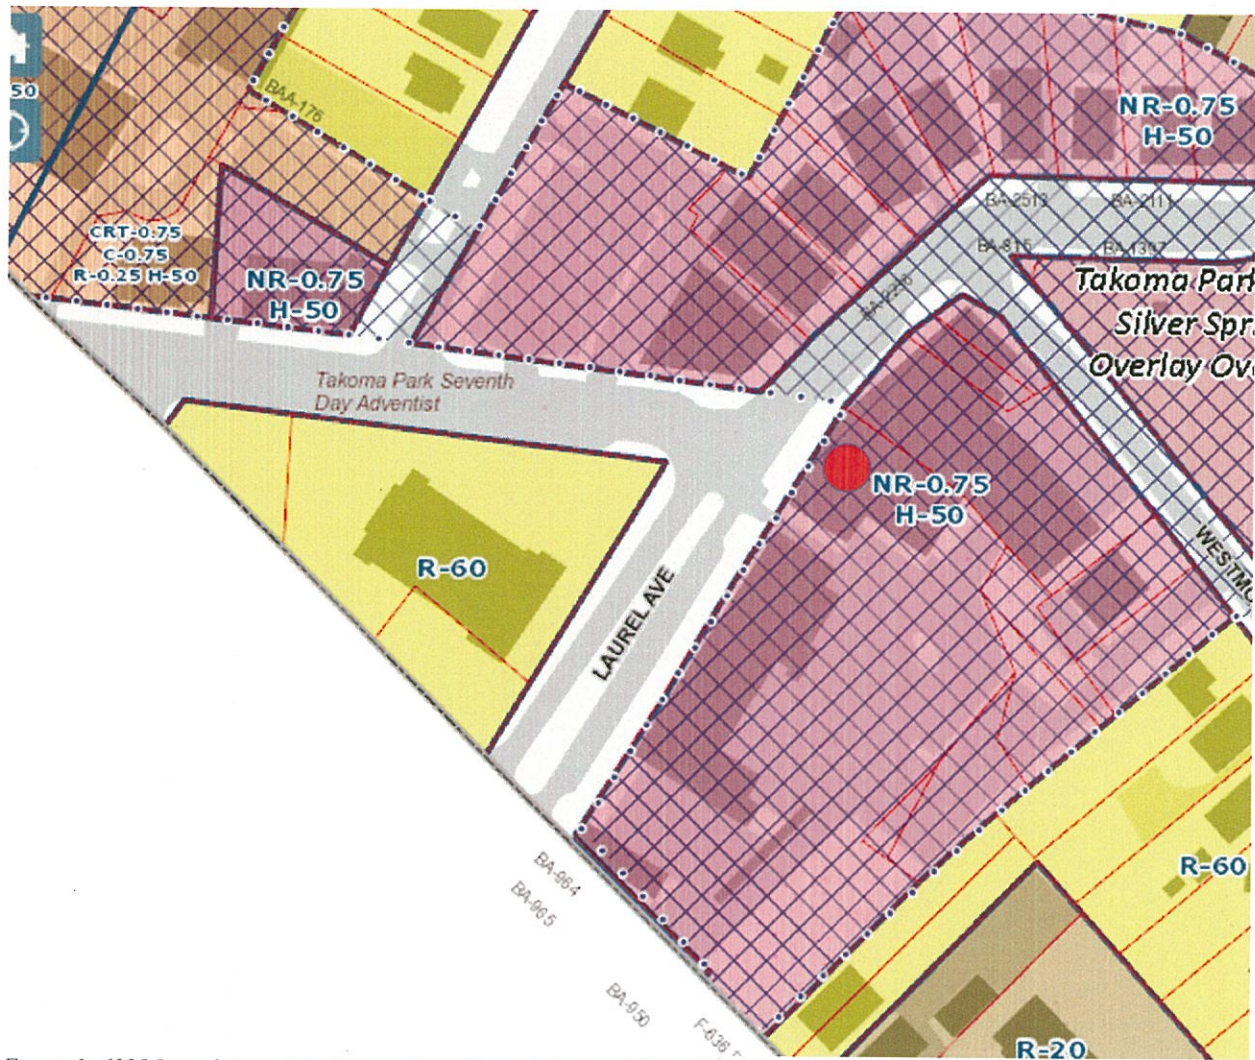 50
BAA-176
NR-0.75
H-50
BA-2513
BA-2111
BA-815
BA-1397
CRT-0.75
C-0.75
R-0.25 H-50
NR-0.75
H-50
Takoma Park
Silver Spr
Overlay Ov
Takoma Park Seventh
Day Adventist
NR-0.75
H-50
R-60
LAUREL AVE
WESTMO
BA-964
BA-965
R-60
BA-950
F-636
R-20